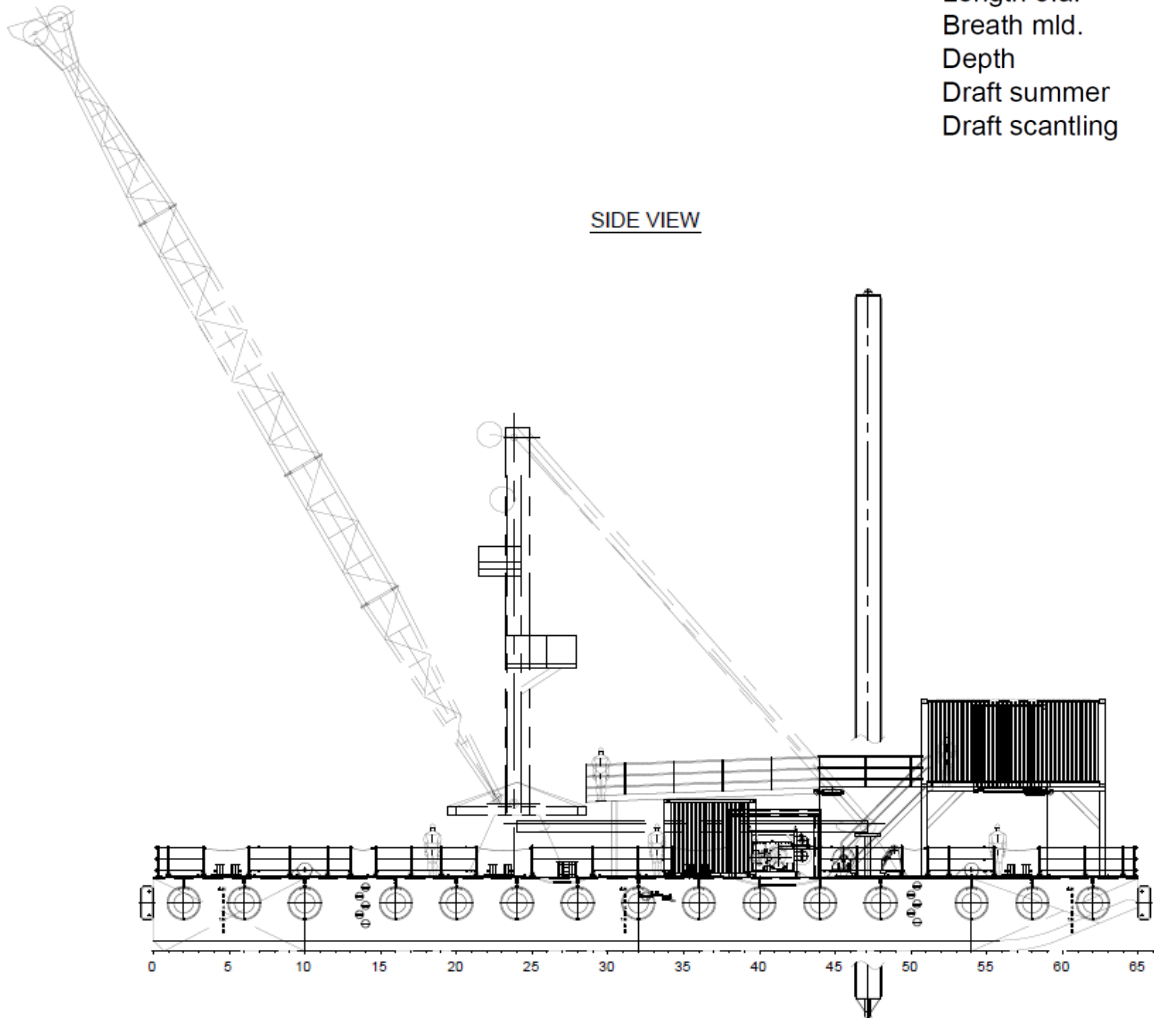 Breath mld.
Depth
Draft summer
Draft scantling
SIDE VIEW
0 5 10 15 20 25 30 35 40 45 50 55 60 65